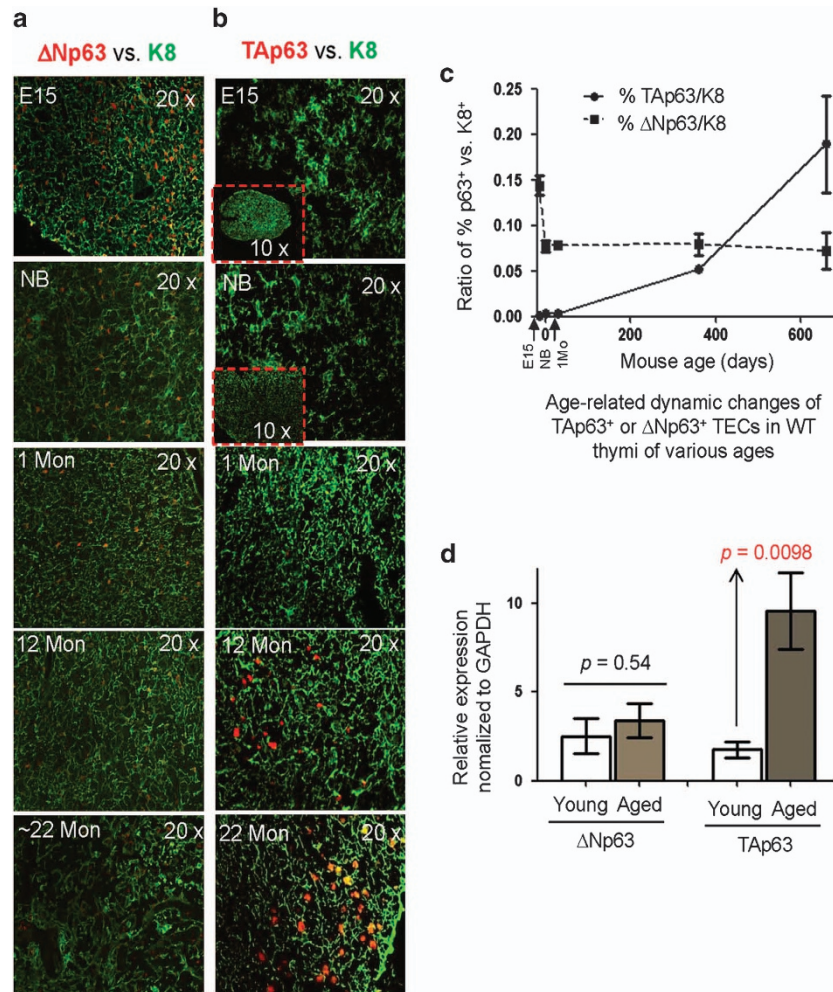 a
ΔNp63 vs. K8
E15 20 x
NB 20 x
1 Mon 20 x
12 Mon 20 x
~22 Mon 20 x
b
TAp63 vs. K8
E15 20 x
10 x
NB 20 x
10 x
1 Mon 20 x
12 Mon 20 x
22 Mon 20 x
c
% TAp63/K8
% ΔNp63/K8
Ratio of % p63+ vs. K8+
0.25
0.20
0.15
0.10
0.05
0.00
0 200 400 600
E15
NB
1Mo
Mouse age (days)
Age-related dynamic changes of
TAp63+ or ΔNp63+ TECs in WT
thymi of various ages
d
p = 0.0098
p = 0.54
Relative expression
nomalized to GAPDH
10
5
0
Young Aged Young Aged
ΔNp63 TAp63